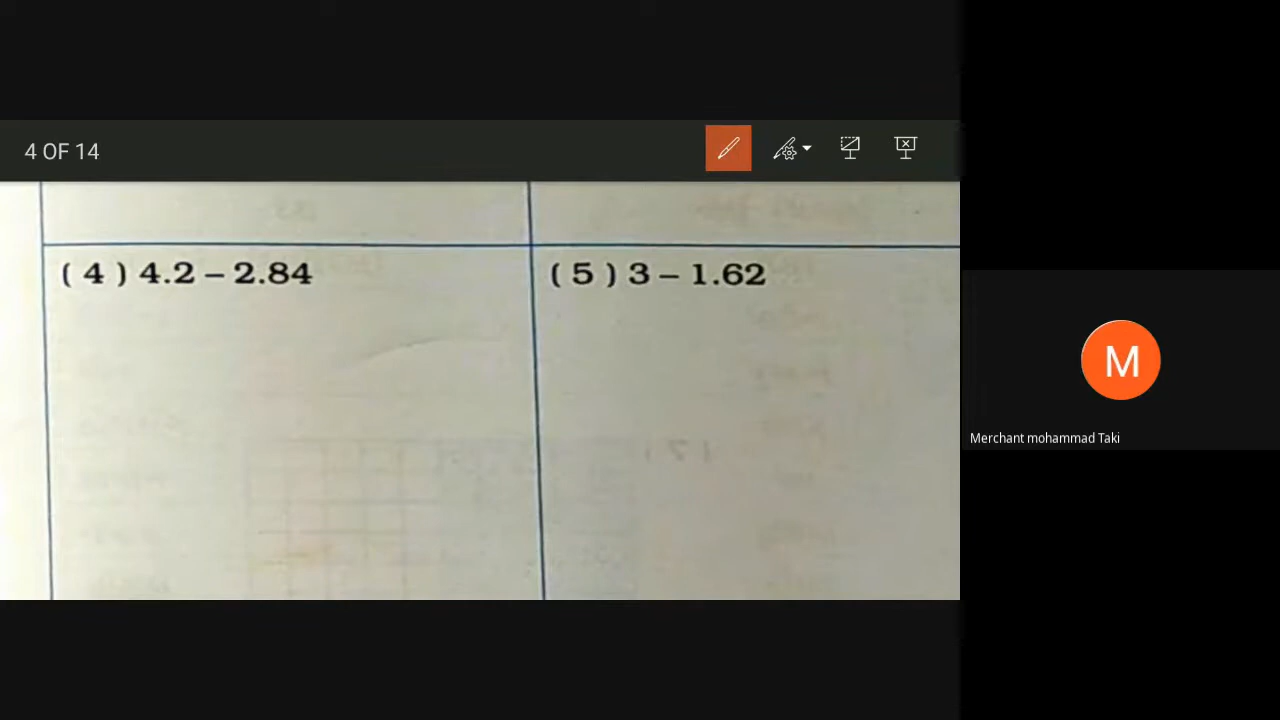 4 OF 14
( 4 ) 4.2 – 2.84
( 5 ) 3 – 1.62
M
Merchant mohammad Taki